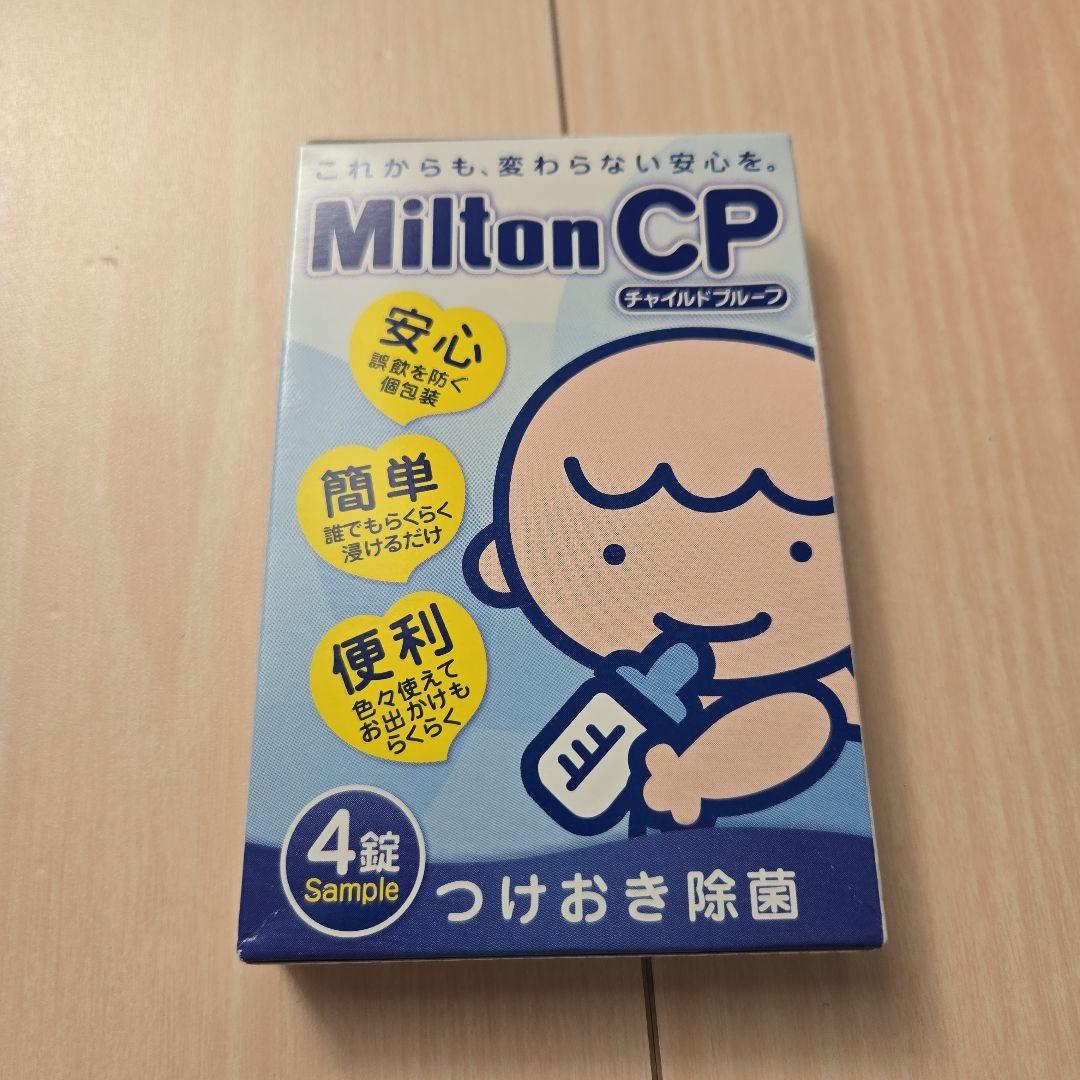 これからも、変わらない安心を。
Milton CP
チャイルドプルーフ
安心
誤飲を防ぐ
個包装
簡単
誰でもらくらく
浸けるだけ
便利
色々使えて
お出かけも
らくらく
4錠
Sample
つけおき除菌